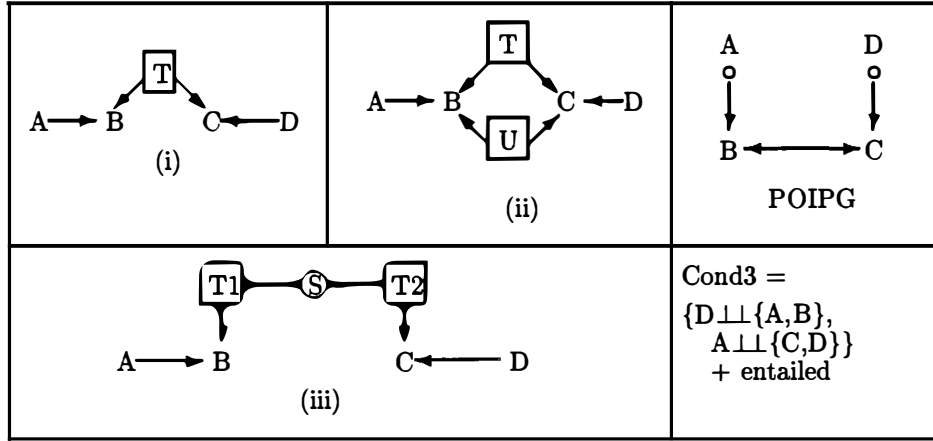 T
A B C D
(i)
T
A B C D
U
(ii)
A D
B C
POIPG
T1 S T2
A B C D
(iii)
Cond3 =
{D⊥⊥{A,B},
A⊥⊥{C,D}}
+ entailed